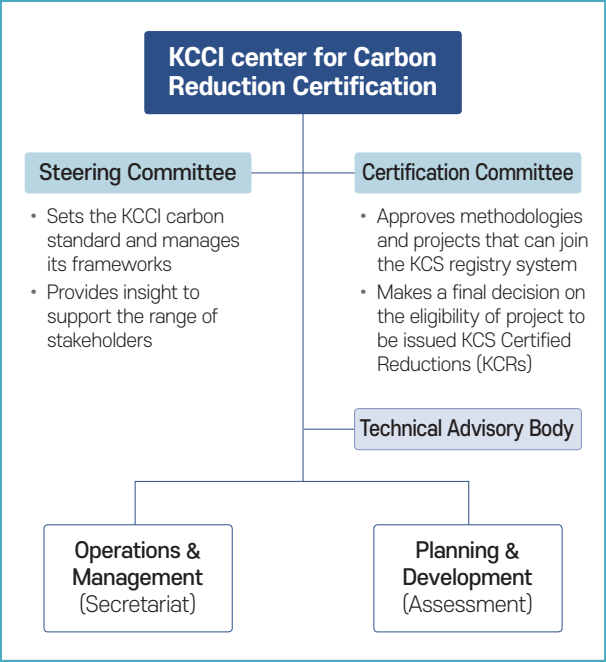 KCCI center for Carbon
Reduction Certification
Steering Committee
• Sets the KCCI carbon
standard and manages
its frameworks
• Provides insight to
support the range of
stakeholders
Certification Committee
• Approves methodologies
and projects that can join
the KCS registry system
• Makes a final decision on
the eligibility of project to
be issued KCS Certified
Reductions (KCRs)
Technical Advisory Body
Operations &
Management
(Secretariat)
Planning &
Development
(Assessment)